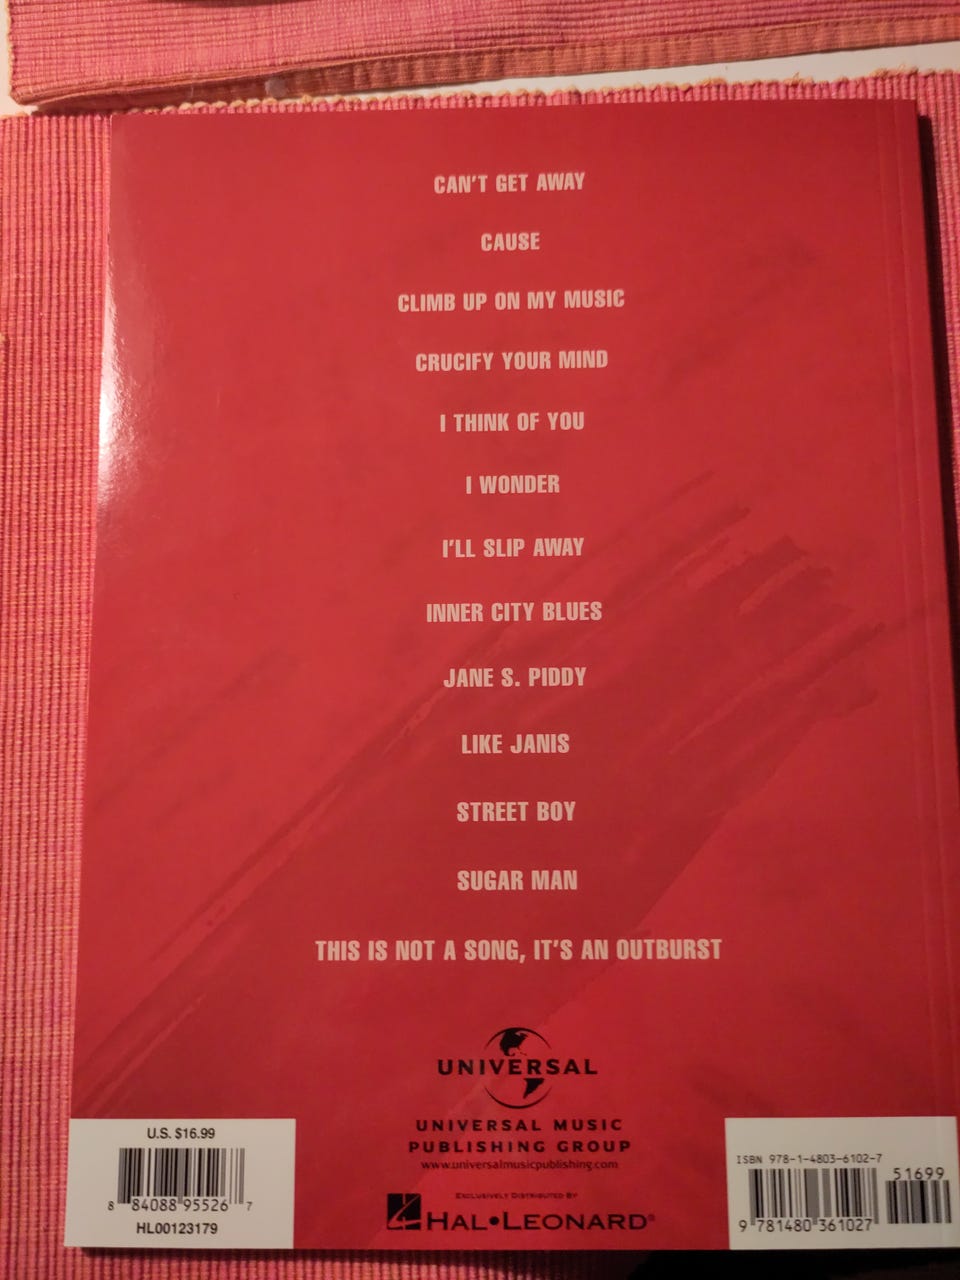 CAN'T GET AWAY
CAUSE
CLIMB UP ON MY MUSIC
CRUCIFY YOUR MIND
I THINK OF YOU
I WONDER
I'LL SLIP AWAY
INNER CITY BLUES
JANE S. PIDDY
LIKE JANIS
STREET BOY
SUGAR MAN
THIS IS NOT A SONG, IT'S AN OUTBURST
UNIVERSAL
UNIVERSAL MUSIC
PUBLISHING GROUP
www.universalmusicpublishing.com
EXCLUSIVELY DISTRIBUTED BY
HAL•LEONARD®
U.S. $16.99
8 84088 95526 7
HL00123179
ISBN 978-1-4803-6102-7
51699
9 781480 361027